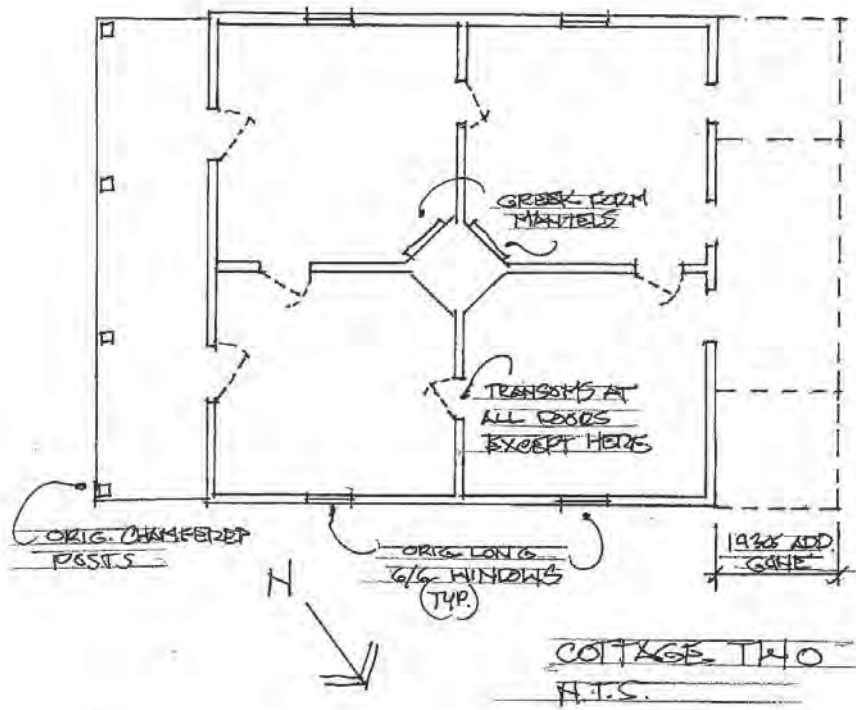 GREEK FORM
MANTELS
TRANSOMS AT
ALL DOORS
EXCEPT HERE
ORIG. CHAMFERED
POSTS
ORIG. LONG
6/6 WINDOWS
(TYP.)
1930s ADD
GONE
N
COTTAGE TWO
N.T.S.